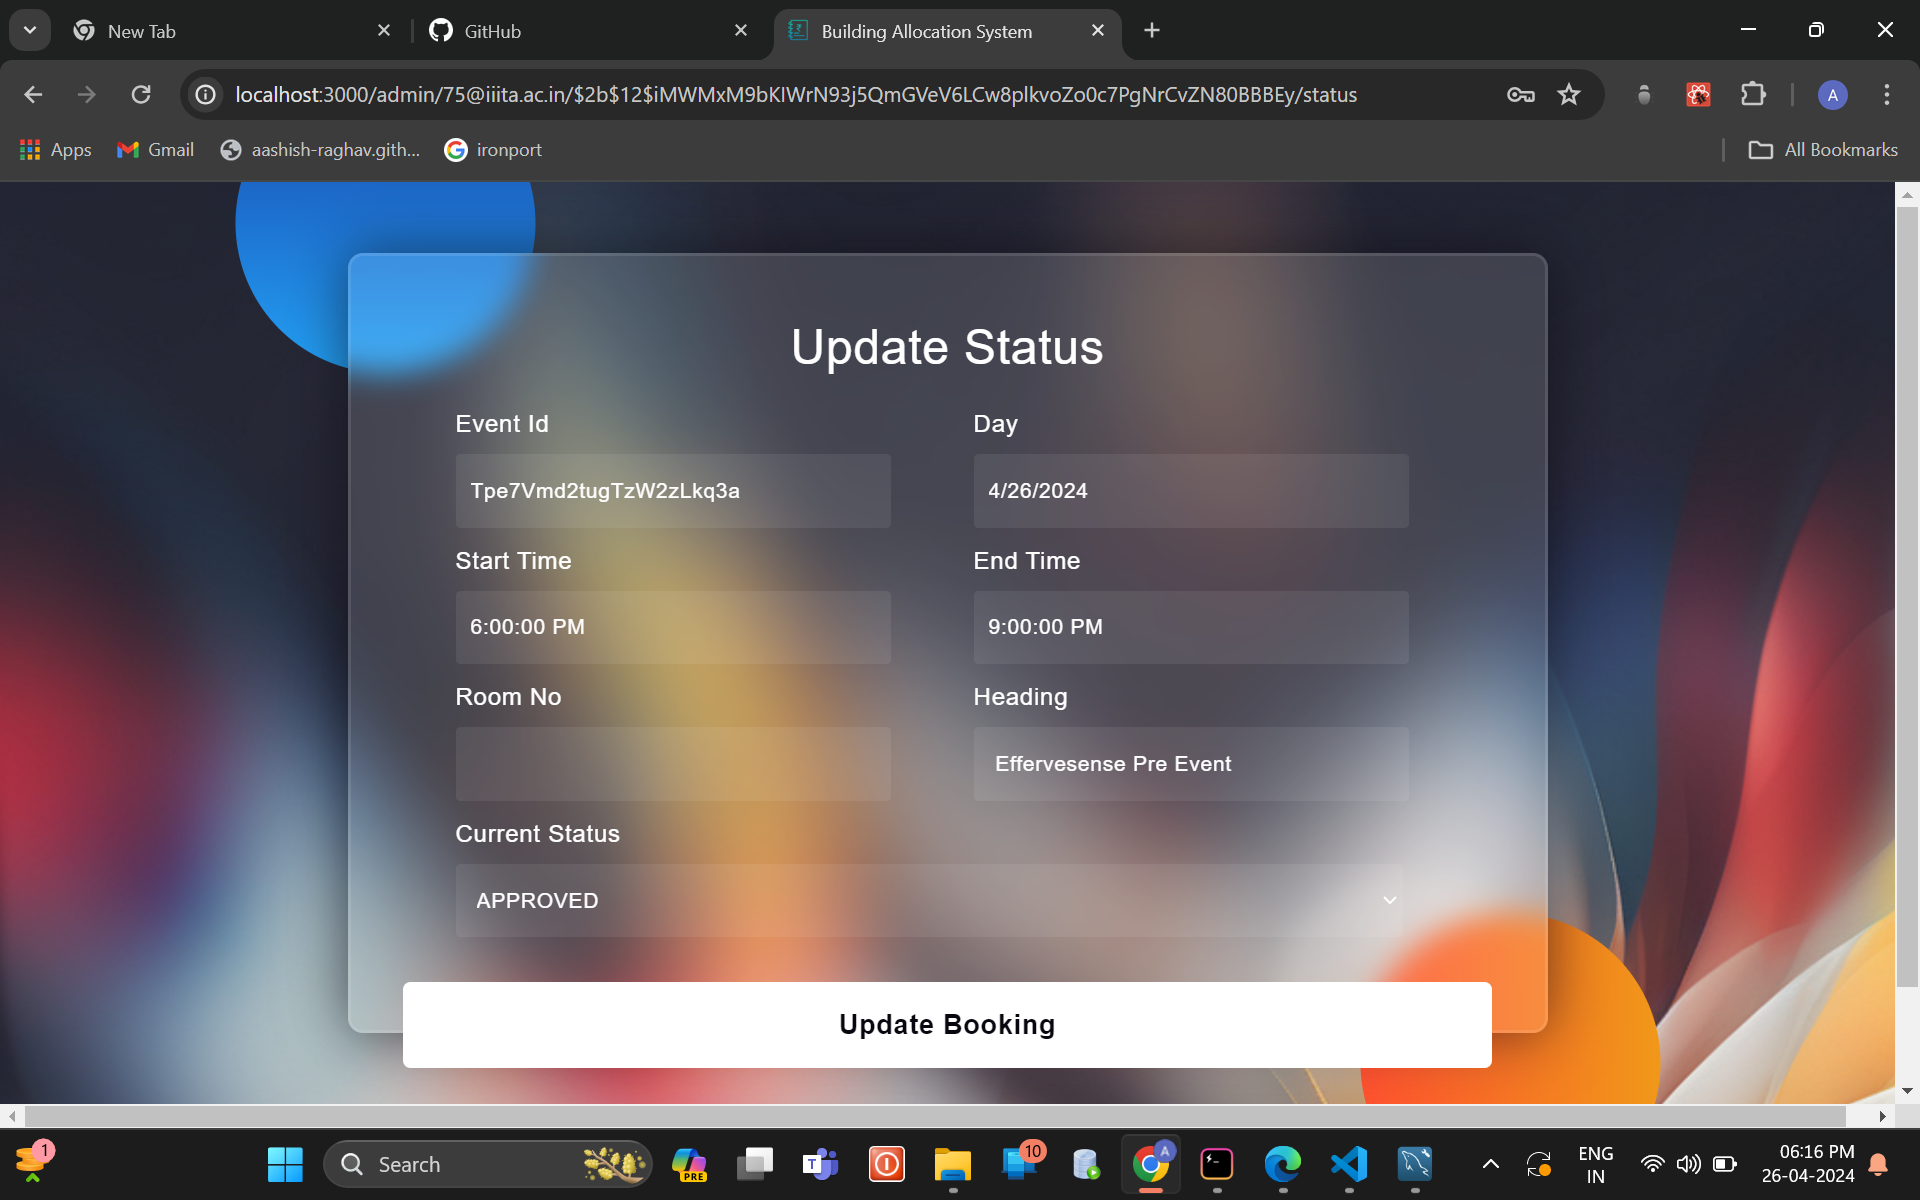 New Tab
GitHub
Building Allocation System
localhost:3000/admin/75@iiita.ac.in/$2b$12$iMWMxM9bKlWrN93j5QmGVeV6LCw8plkvoZo0c7PgNrCvZN80BBBEy/status
A
Apps
Gmail
aashish-raghav.gith...
ironport
All Bookmarks
Update Status
Event Id
Day
Tpe7Vmd2tugTzW2zLkq3a
4/26/2024
Start Time
End Time
6:00:00 PM
9:00:00 PM
Room No
Heading
Effervesense Pre Event
Current Status
APPROVED
Update Booking
1
Search
PRE
T
10
A
ENG
IN
06:16 PM
26-04-2024